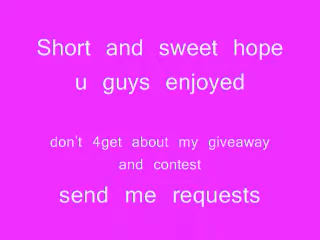 Short and sweet hope
u guys enjoyed
don't 4get about my giveaway
and contest
send me requests